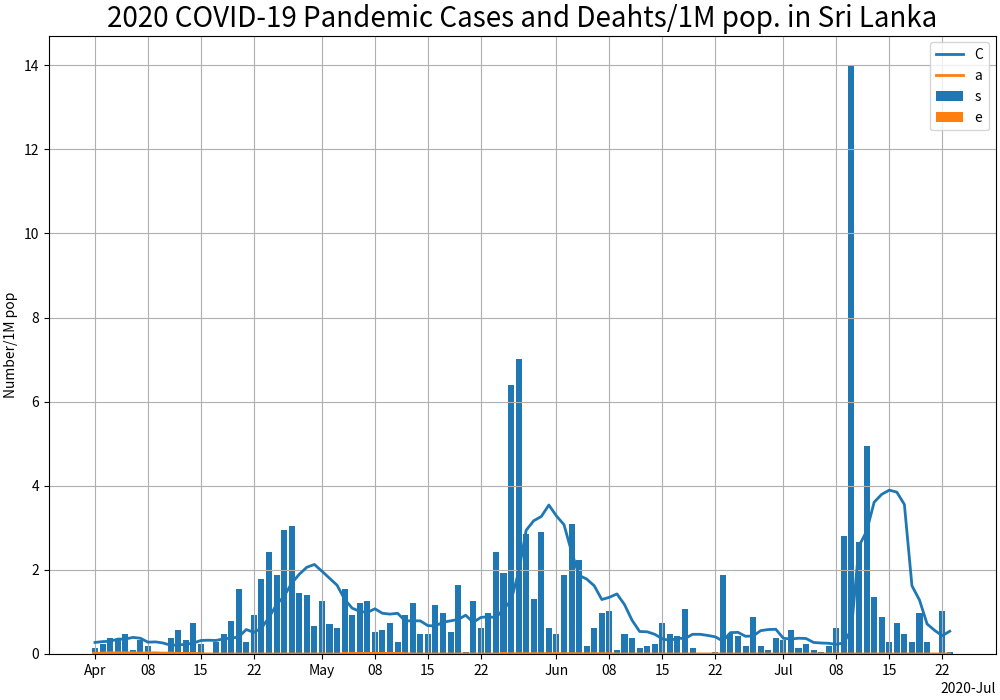 2020 COVID-19 Pandemic Cases and Deahts/1M pop. in Sri Lanka
C
a
s
e
Number/1M pop
14
12
10
8
6
4
2
0
Apr 08 15 22 May 08 15 22 Jun 08 15 22 Jul 08 15 22
2020-Jul